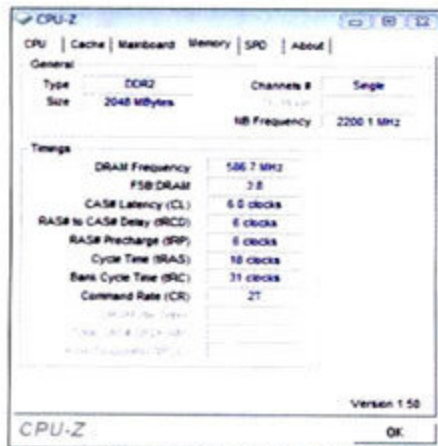 CPU-Z
CPU Cache Mainboard Memory SPD About
General
Type DDR2 Channels # Single
Size 2048 MBytes
NB Frequency 2200.1 MHz
Timings
DRAM Frequency 586.7 MHz
FSB:DRAM 3:8
CAS# Latency (CL) 6.0 clocks
RAS# to CAS# Delay (tRCD) 6 clocks
RAS# Precharge (tRP) 6 clocks
Cycle Time (tRAS) 18 clocks
Bank Cycle Time (tRC) 31 clocks
Command Rate (CR) 2T
Version 1.50
CPU-Z OK